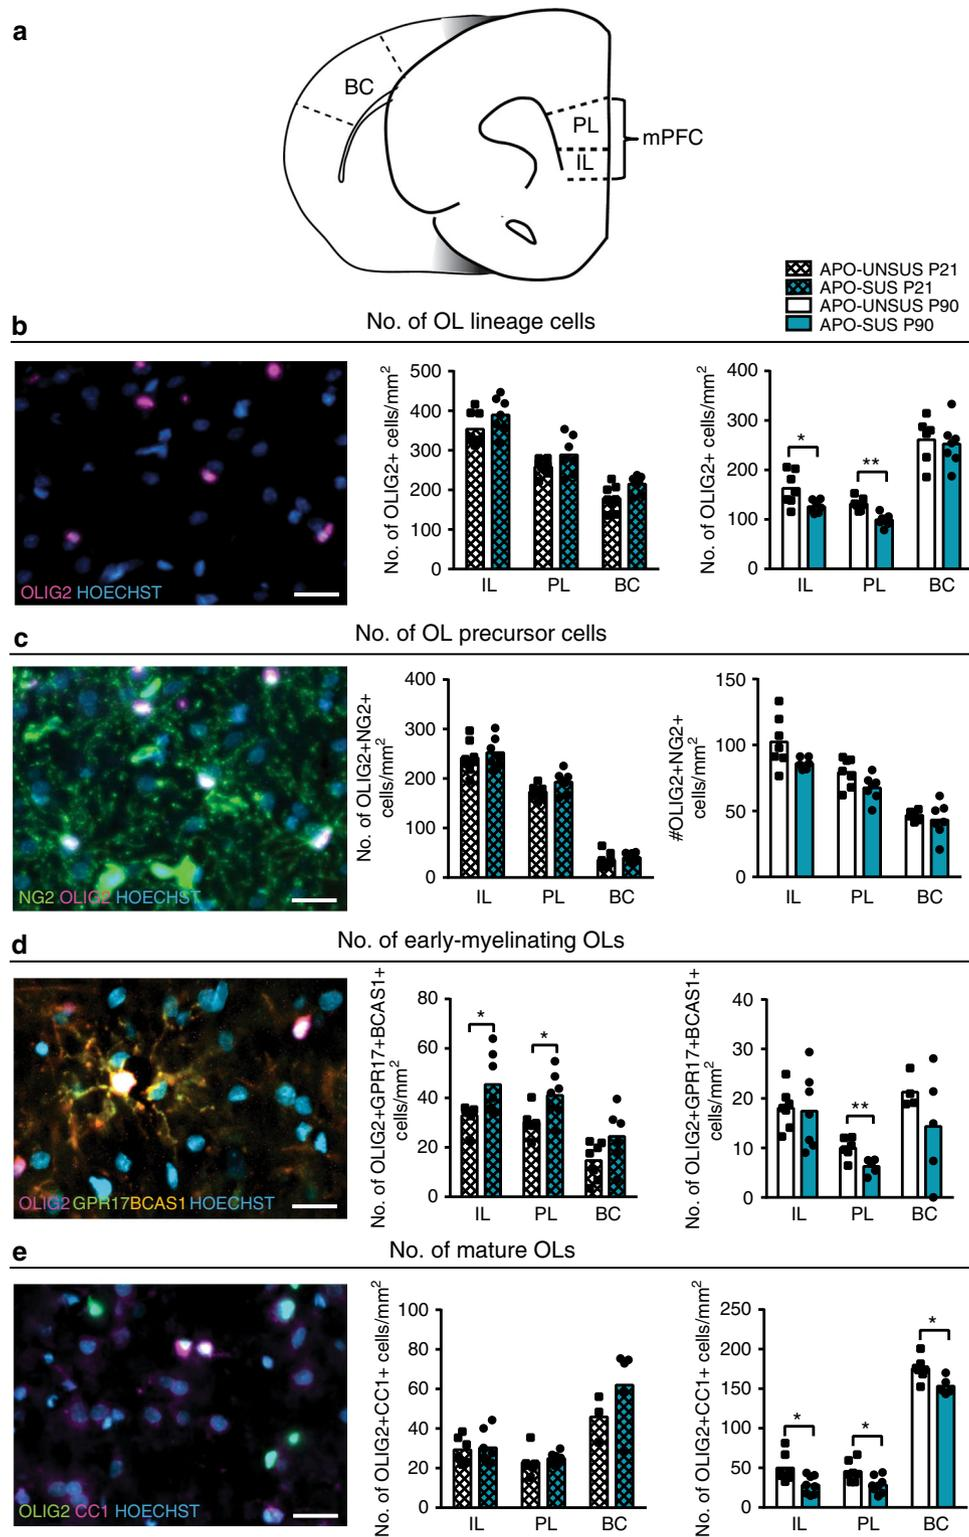 a
BC
PL
IL
mPFC
APO-UNSUS P21
APO-SUS P21
APO-UNSUS P90
APO-SUS P90
b
No. of OL lineage cells
OLIG2 HOECHST
No. of OLIG2+ cells/mm²
500
400
300
200
100
0
IL PL BC
No. of OLIG2+ cells/mm²
400
300
200
100
0
*
**
IL PL BC
c
No. of OL precursor cells
NG2 OLIG2 HOECHST
No. of OLIG2+NG2+
cells/mm²
400
300
200
100
0
IL PL BC
#OLIG2+NG2+
cells/mm²
150
100
50
0
IL PL BC
d
No. of early-myelinating OLs
OLIG2 GPR17BCAS1 HOECHST
No. of OLIG2+GPR17+BCAS1+
cells/mm²
80
60
40
20
0
*
*
IL PL BC
No. of OLIG2+GPR17+BCAS1+
cells/mm²
40
30
20
10
0
**
IL PL BC
e
No. of mature OLs
OLIG2 CC1 HOECHST
No. of OLIG2+CC1+ cells/mm²
100
80
60
40
20
0
IL PL BC
No. of OLIG2+CC1+ cells/mm²
250
200
150
100
50
0
*
*
*
IL PL BC